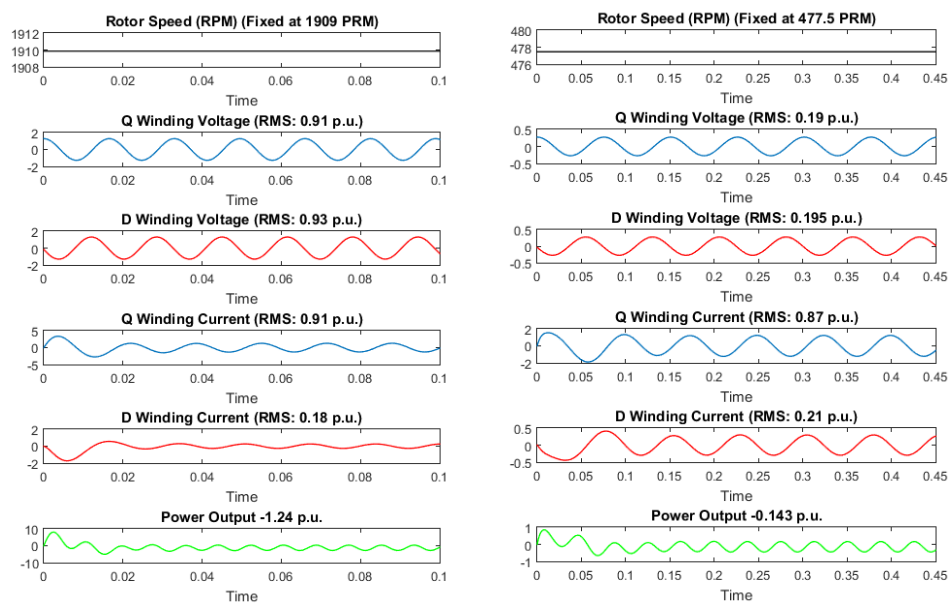 Rotor Speed (RPM) (Fixed at 1909 PRM)
1912
1910
1908
0 0.02 0.04 0.06 0.08 0.1
Time
Q Winding Voltage (RMS: 0.91 p.u.)
2
0
-2
0 0.02 0.04 0.06 0.08 0.1
Time
D Winding Voltage (RMS: 0.93 p.u.)
2
0
-2
0 0.02 0.04 0.06 0.08 0.1
Time
Q Winding Current (RMS: 0.91 p.u.)
5
0
-5
0 0.02 0.04 0.06 0.08 0.1
Time
D Winding Current (RMS: 0.18 p.u.)
2
0
-2
0 0.02 0.04 0.06 0.08 0.1
Time
Power Output -1.24 p.u.
10
0
-10
0 0.02 0.04 0.06 0.08 0.1
Time
Rotor Speed (RPM) (Fixed at 477.5 PRM)
480
478
476
0 0.05 0.1 0.15 0.2 0.25 0.3 0.35 0.4 0.45
Time
Q Winding Voltage (RMS: 0.19 p.u.)
0.5
0
-0.5
0 0.05 0.1 0.15 0.2 0.25 0.3 0.35 0.4 0.45
Time
D Winding Voltage (RMS: 0.195 p.u.)
0.5
0
-0.5
0 0.05 0.1 0.15 0.2 0.25 0.3 0.35 0.4 0.45
Time
Q Winding Current (RMS: 0.87 p.u.)
2
0
-2
0 0.05 0.1 0.15 0.2 0.25 0.3 0.35 0.4 0.45
Time
D Winding Current (RMS: 0.21 p.u.)
0.5
0
-0.5
0 0.05 0.1 0.15 0.2 0.25 0.3 0.35 0.4 0.45
Time
Power Output -0.143 p.u.
1
0
-1
0 0.05 0.1 0.15 0.2 0.25 0.3 0.35 0.4 0.45
Time